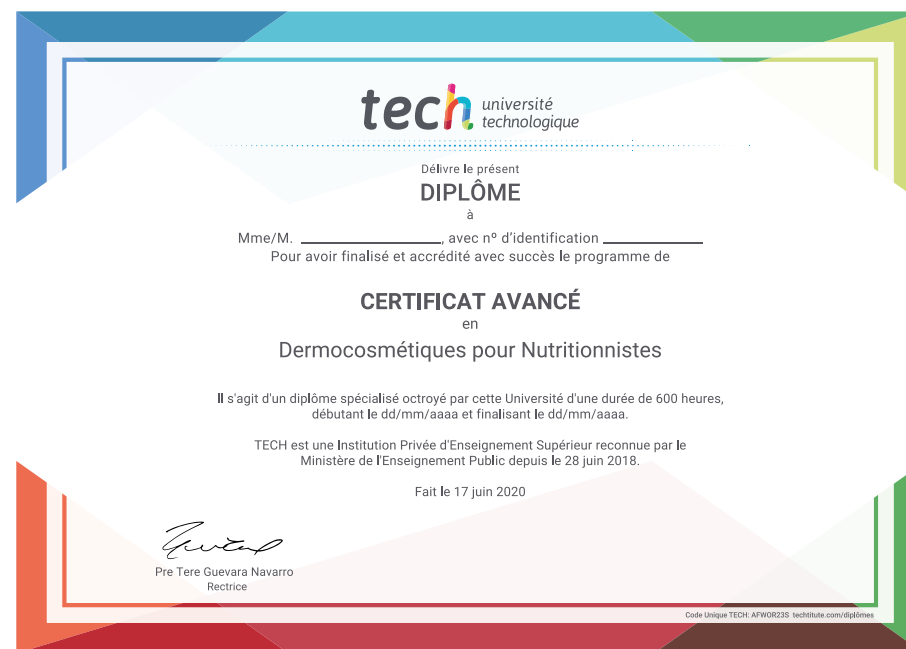 tech université
technologique
Délivre le présent
DIPLÔME
à
Mme/M. ____________, avec nº d'identification ____________
Pour avoir finalisé et accrédité avec succès le programme de
CERTIFICAT AVANCÉ
en
Dermocosmétiques pour Nutritionnistes
Il s'agit d'un diplôme spécialisé octroyé par cette Université d'une durée de 600 heures,
débutant le dd/mm/aaaa et finalisant le dd/mm/aaaa.
TECH est une Institution Privée d'Enseignement Supérieur reconnue par le
Ministère de l'Enseignement Public depuis le 28 juin 2018.
Fait le 17 juin 2020
Pre Tere Guevara Navarro
Rectrice
Code Unique TECH: AFWOR23S techtitute.com/diplômes